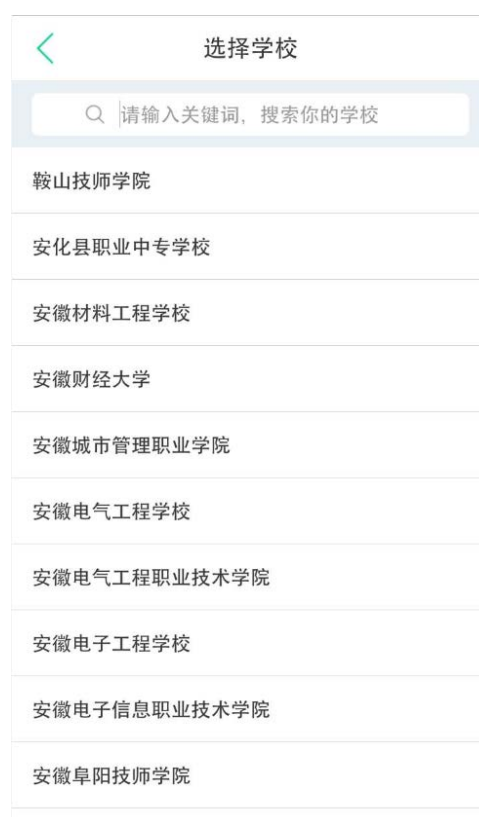 选择学校
请输入关键词，搜索你的学校
鞍山技师学院
安化县职业中专学校
安徽材料工程学校
安徽财经大学
安徽城市管理职业学院
安徽电气工程学校
安徽电气工程职业技术学院
安徽电子工程学校
安徽电子信息职业技术学院
安徽阜阳技师学院